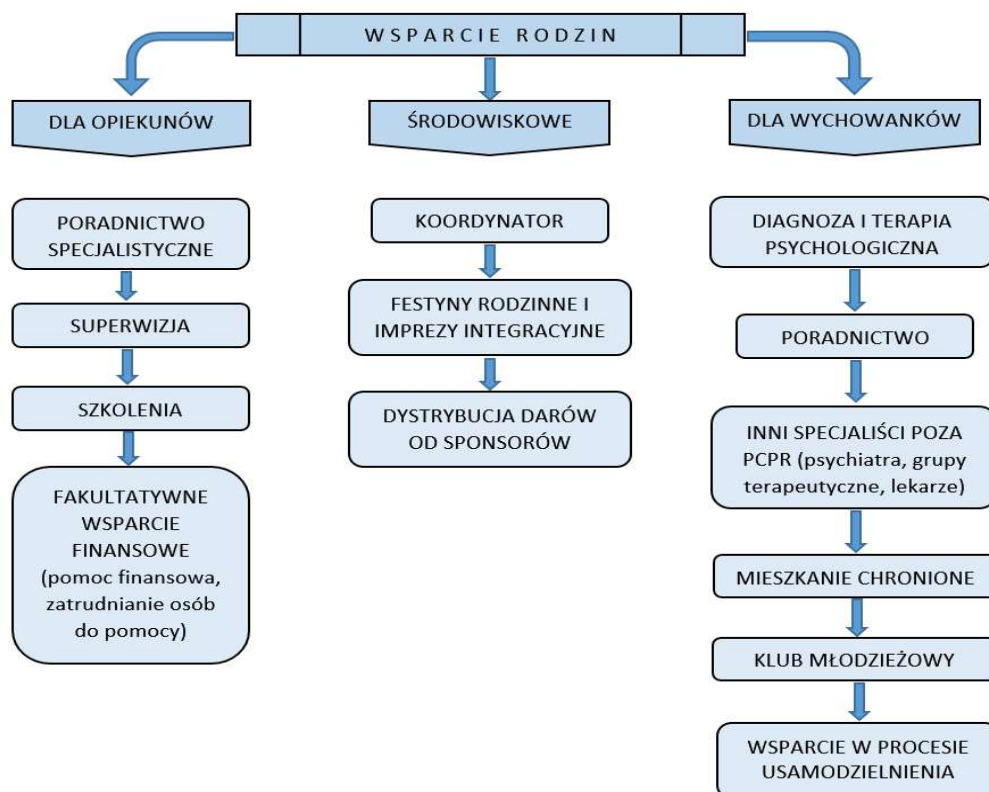 WSPARCIE RODZIN
DLA OPIEKUNÓW
ŚRODOWISKOWE
DLA WYCHOWANKÓW
PORADNICTWO
SPECJALISTYCZNE
SUPERWIZJA
SZKOLENIA
FAKULTATYWNE
WSPARCIE
FINANSOWE
(pomoc finansowa,
zatrudnianie osób
do pomocy)
KOORDYNATOR
FESTYNY RODZINNE I
IMPREZY INTEGRACYJNE
DYSTRYBUCJA DARÓW
OD SPONSORÓW
DIAGNOZA I TERAPIA
PSYCHOLOGICZNA
PORADNICTWO
INNI SPECJALIŚCI POZA
PCPR (psychiatra, grupy
terapeutyczne, lekarze)
MIESZKANIE CHRONIONE
KLUB MŁODZIEŻOWY
WSPARCIE W PROCESIE
USAMODZIELNIENIA